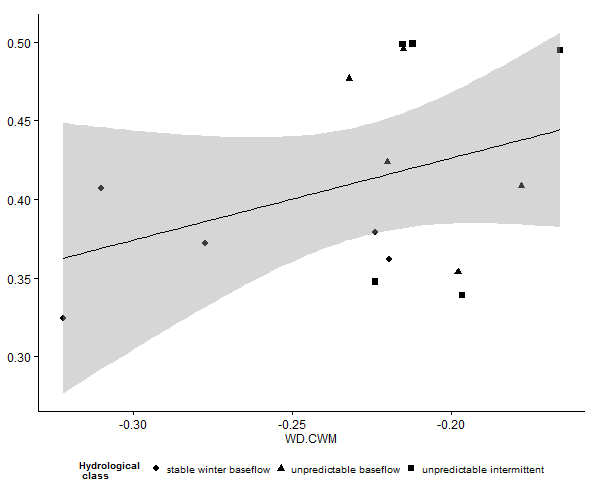 0.50
0.45
0.40
0.35
0.30
-0.30 -0.25 -0.20
WD.CWM
Hydrological
class
stable winter baseflow unpredictable baseflow unpredictable intermittent